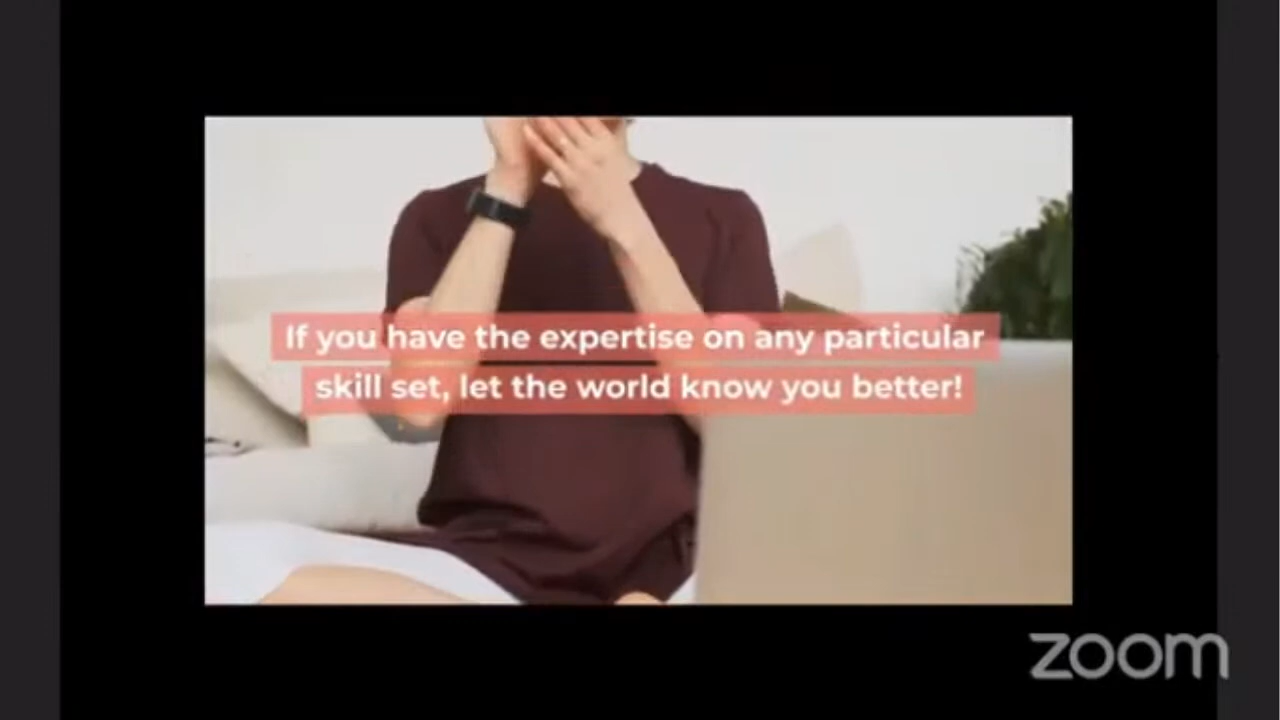 If you have the expertise on any particular
skill set, let the world know you better!
zoom